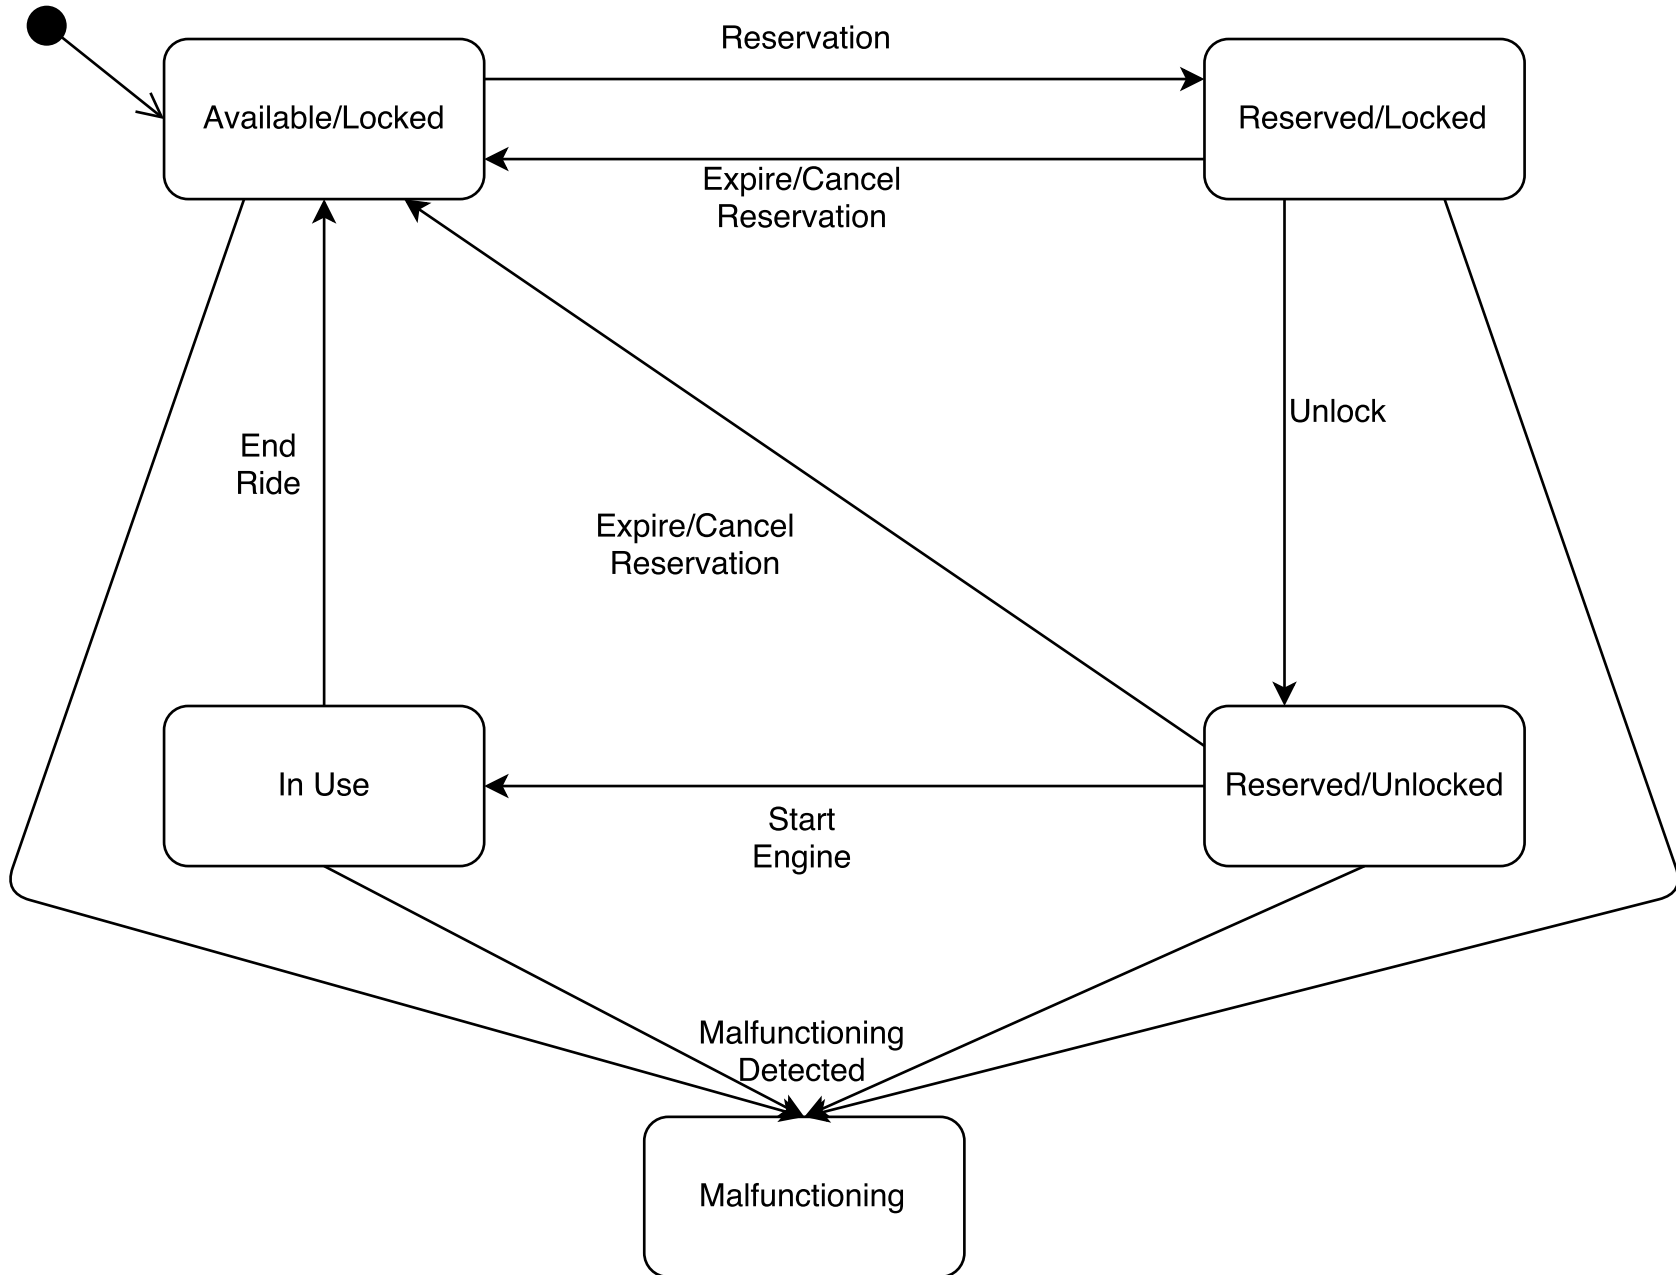 Reservation
Available/Locked
Reserved/Locked
Expire/Cancel
Reservation
Unlock
End
Ride
Expire/Cancel
Reservation
In Use
Reserved/Unlocked
Start
Engine
Malfunctioning
Detected
Malfunctioning